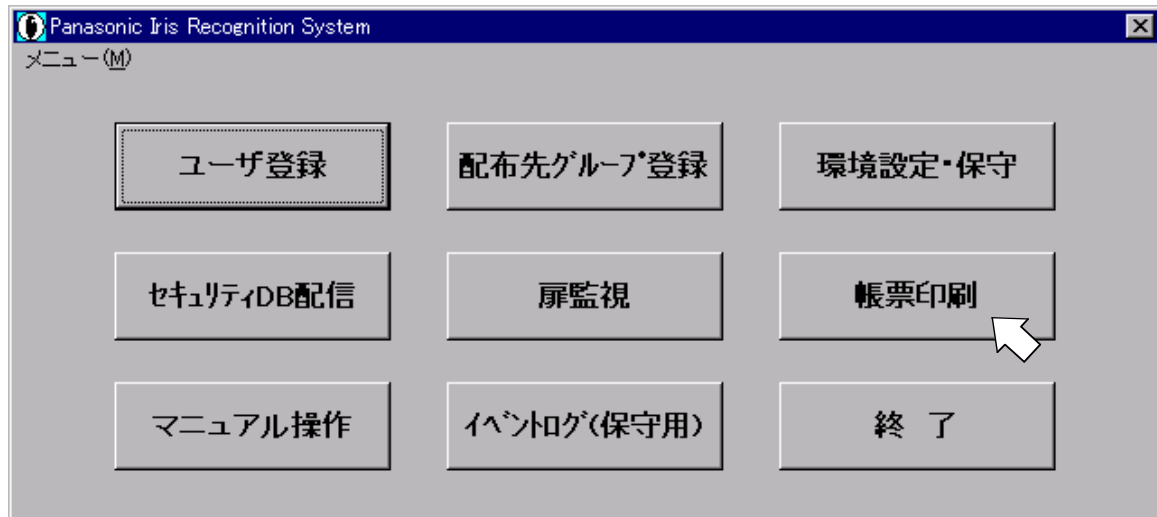 Panasonic Iris Recognition System
メニュー(M)
ユーザ登録
配布先ｸﾞﾙｰﾌﾟ登録
環境設定･保守
ｾｷｭﾘﾃｨDB配信
扉監視
帳票印刷
マニュアル操作
ｲﾍﾞﾝﾄﾛｸﾞ(保守用)
終 了